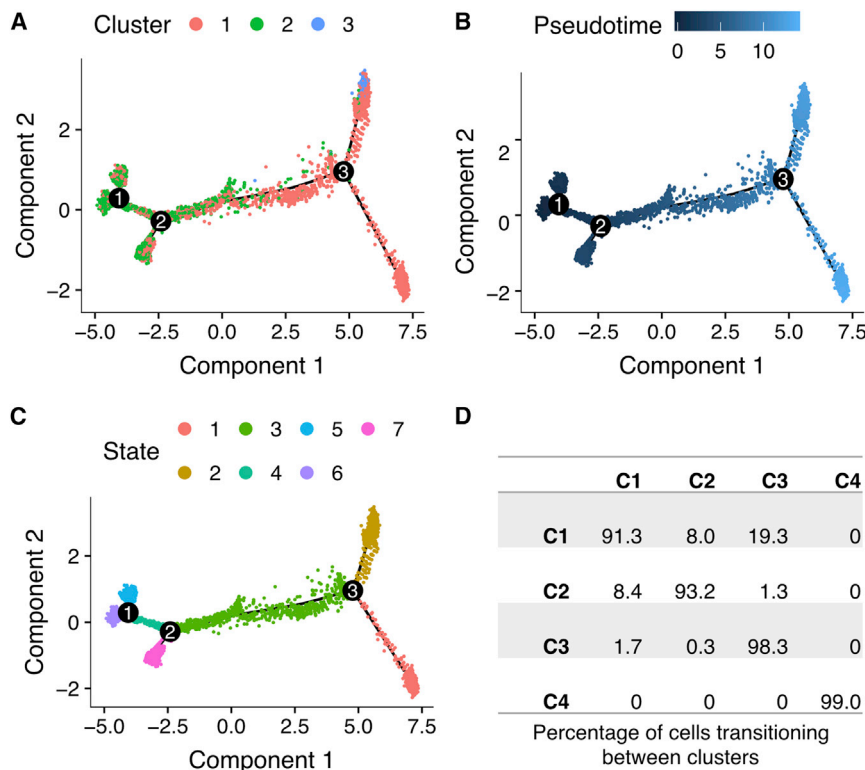 A
Cluster 1 2 3
Component 2
2
0
−2
1
2
3
−5.0 −2.5 0.0 2.5 5.0 7.5
Component 1
B
Pseudotime
0 10
Component 2
2
0
−2
1
2
3
−5.0 −2.5 0.0 2.5 5.0 7.5
Component 1
C
State
1 3 5 7
2 4 6
Component 2
2
0
−2
1
2
3
−5.0 −2.5 0.0 2.5 5.0 7.5
Component 1
D
C1 C2 C3 C4
C1 91.3 8.0 19.3 0
C2 8.4 93.2 1.3 0
C3 1.7 0.3 98.3 0
C4 0 0 0 99.0
Percentage of cells transitioning
between clusters